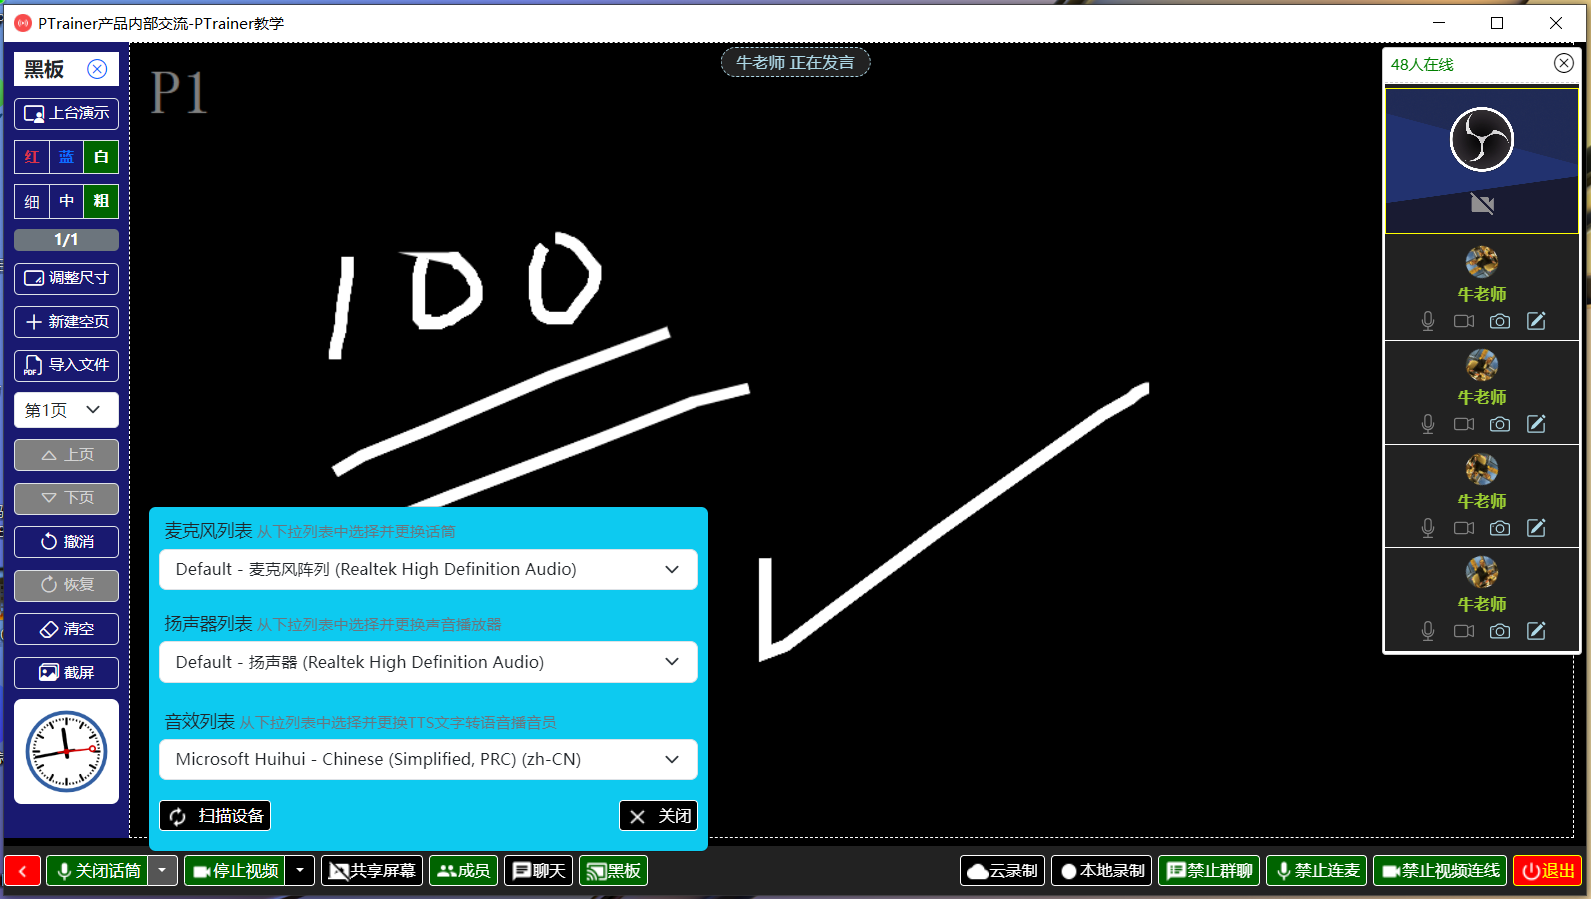 PTrainer产品内部交流-PTrainer教学
黑板
上台演示
红 蓝 白
细 中 粗
1/1
调整尺寸
新建空页
PDF 导入文件
第1页
上页
下页
撤消
恢复
清空
截屏
P1
牛老师 正在发言
100
48人在线
牛老师
牛老师
牛老师
牛老师
麦克风列表 从下拉列表中选择并更换话筒
Default - 麦克风阵列 (Realtek High Definition Audio)
扬声器列表 从下拉列表中选择并更换声音播放器
Default - 扬声器 (Realtek High Definition Audio)
音效列表 从下拉列表中选择并更换TTS文字转语音播音员
Microsoft Huihui - Chinese (Simplified, PRC) (zh-CN)
扫描设备 关闭
关闭话筒 停止视频 共享屏幕 成员 聊天 黑板 云录制 本地录制 禁止群聊 禁止连麦 禁止视频连线 退出